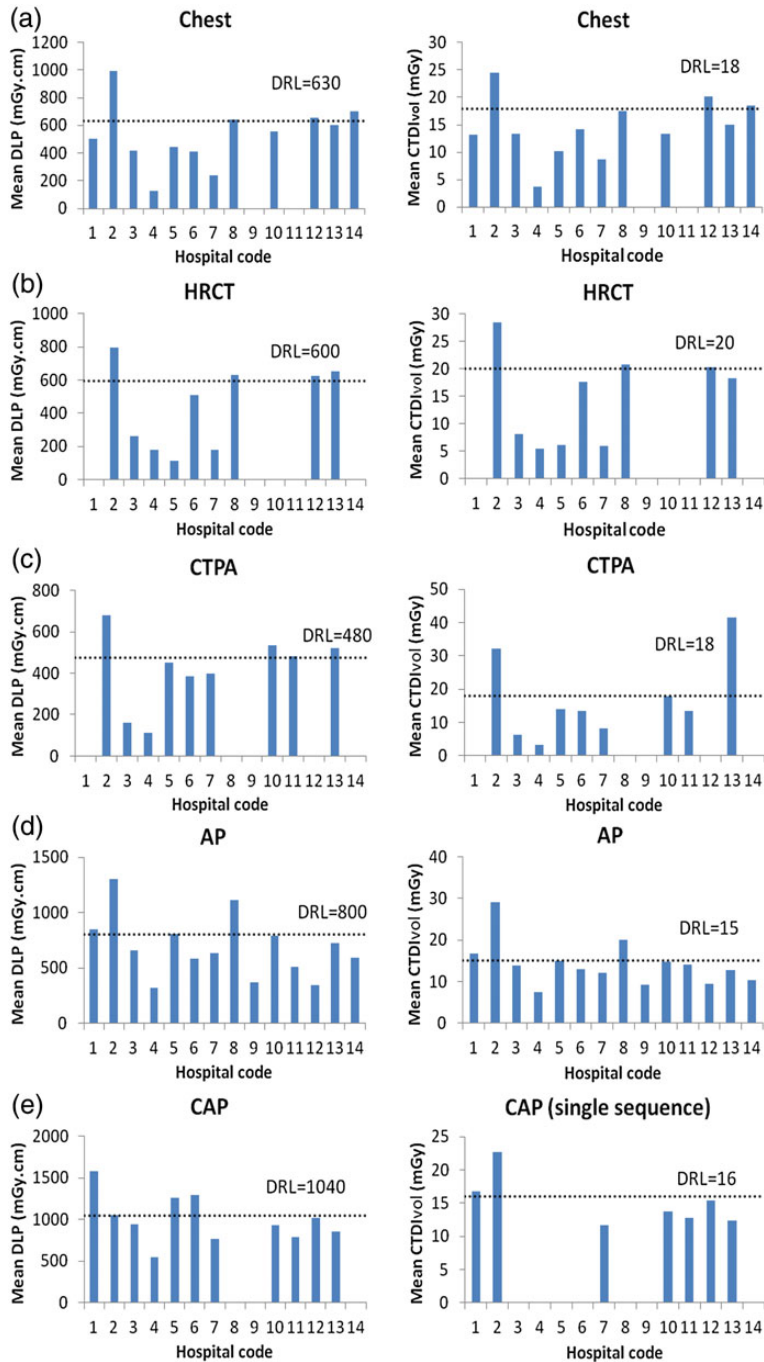 (a)
Chest
Mean DLP (mGy.cm)
1200
1000
800
600
400
200
0
DRL=630
1 2 3 4 5 6 7 8 9 10 11 12 13 14
Hospital code
Chest
Mean CTDIvol (mGy)
30
25
20
15
10
5
0
DRL=18
1 2 3 4 5 6 7 8 9 10 11 12 13 14
Hospital code
(b)
HRCT
Mean DLP (mGy.cm)
1000
800
600
400
200
0
DRL=600
1 2 3 4 5 6 7 8 9 10 11 12 13 14
Hospital code
HRCT
Mean CTDIvol (mGy)
30
25
20
15
10
5
0
DRL=20
1 2 3 4 5 6 7 8 9 10 11 12 13 14
Hospital code
(c)
CTPA
Mean DLP (mGy.cm)
800
600
400
200
0
DRL=480
1 2 3 4 5 6 7 8 9 10 11 12 13 14
Hospital code
CTPA
Mean CTDIvol (mGy)
50
40
30
20
10
0
DRL=18
1 2 3 4 5 6 7 8 9 10 11 12 13 14
Hospital code
(d)
AP
Mean DLP (mGy.cm)
1500
1000
500
0
DRL=800
1 2 3 4 5 6 7 8 9 10 11 12 13 14
Hospital code
AP
Mean CTDIvol (mGy)
40
30
20
10
0
DRL=15
1 2 3 4 5 6 7 8 9 10 11 12 13 14
Hospital code
(e)
CAP
Mean DLP (mGy.cm)
2000
1500
1000
500
0
DRL=1040
1 2 3 4 5 6 7 8 9 10 11 12 13 14
Hospital code
CAP (single sequence)
Mean CTDIvol (mGy)
25
20
15
10
5
0
DRL=16
1 2 3 4 5 6 7 8 9 10 11 12 13 14
Hospital code